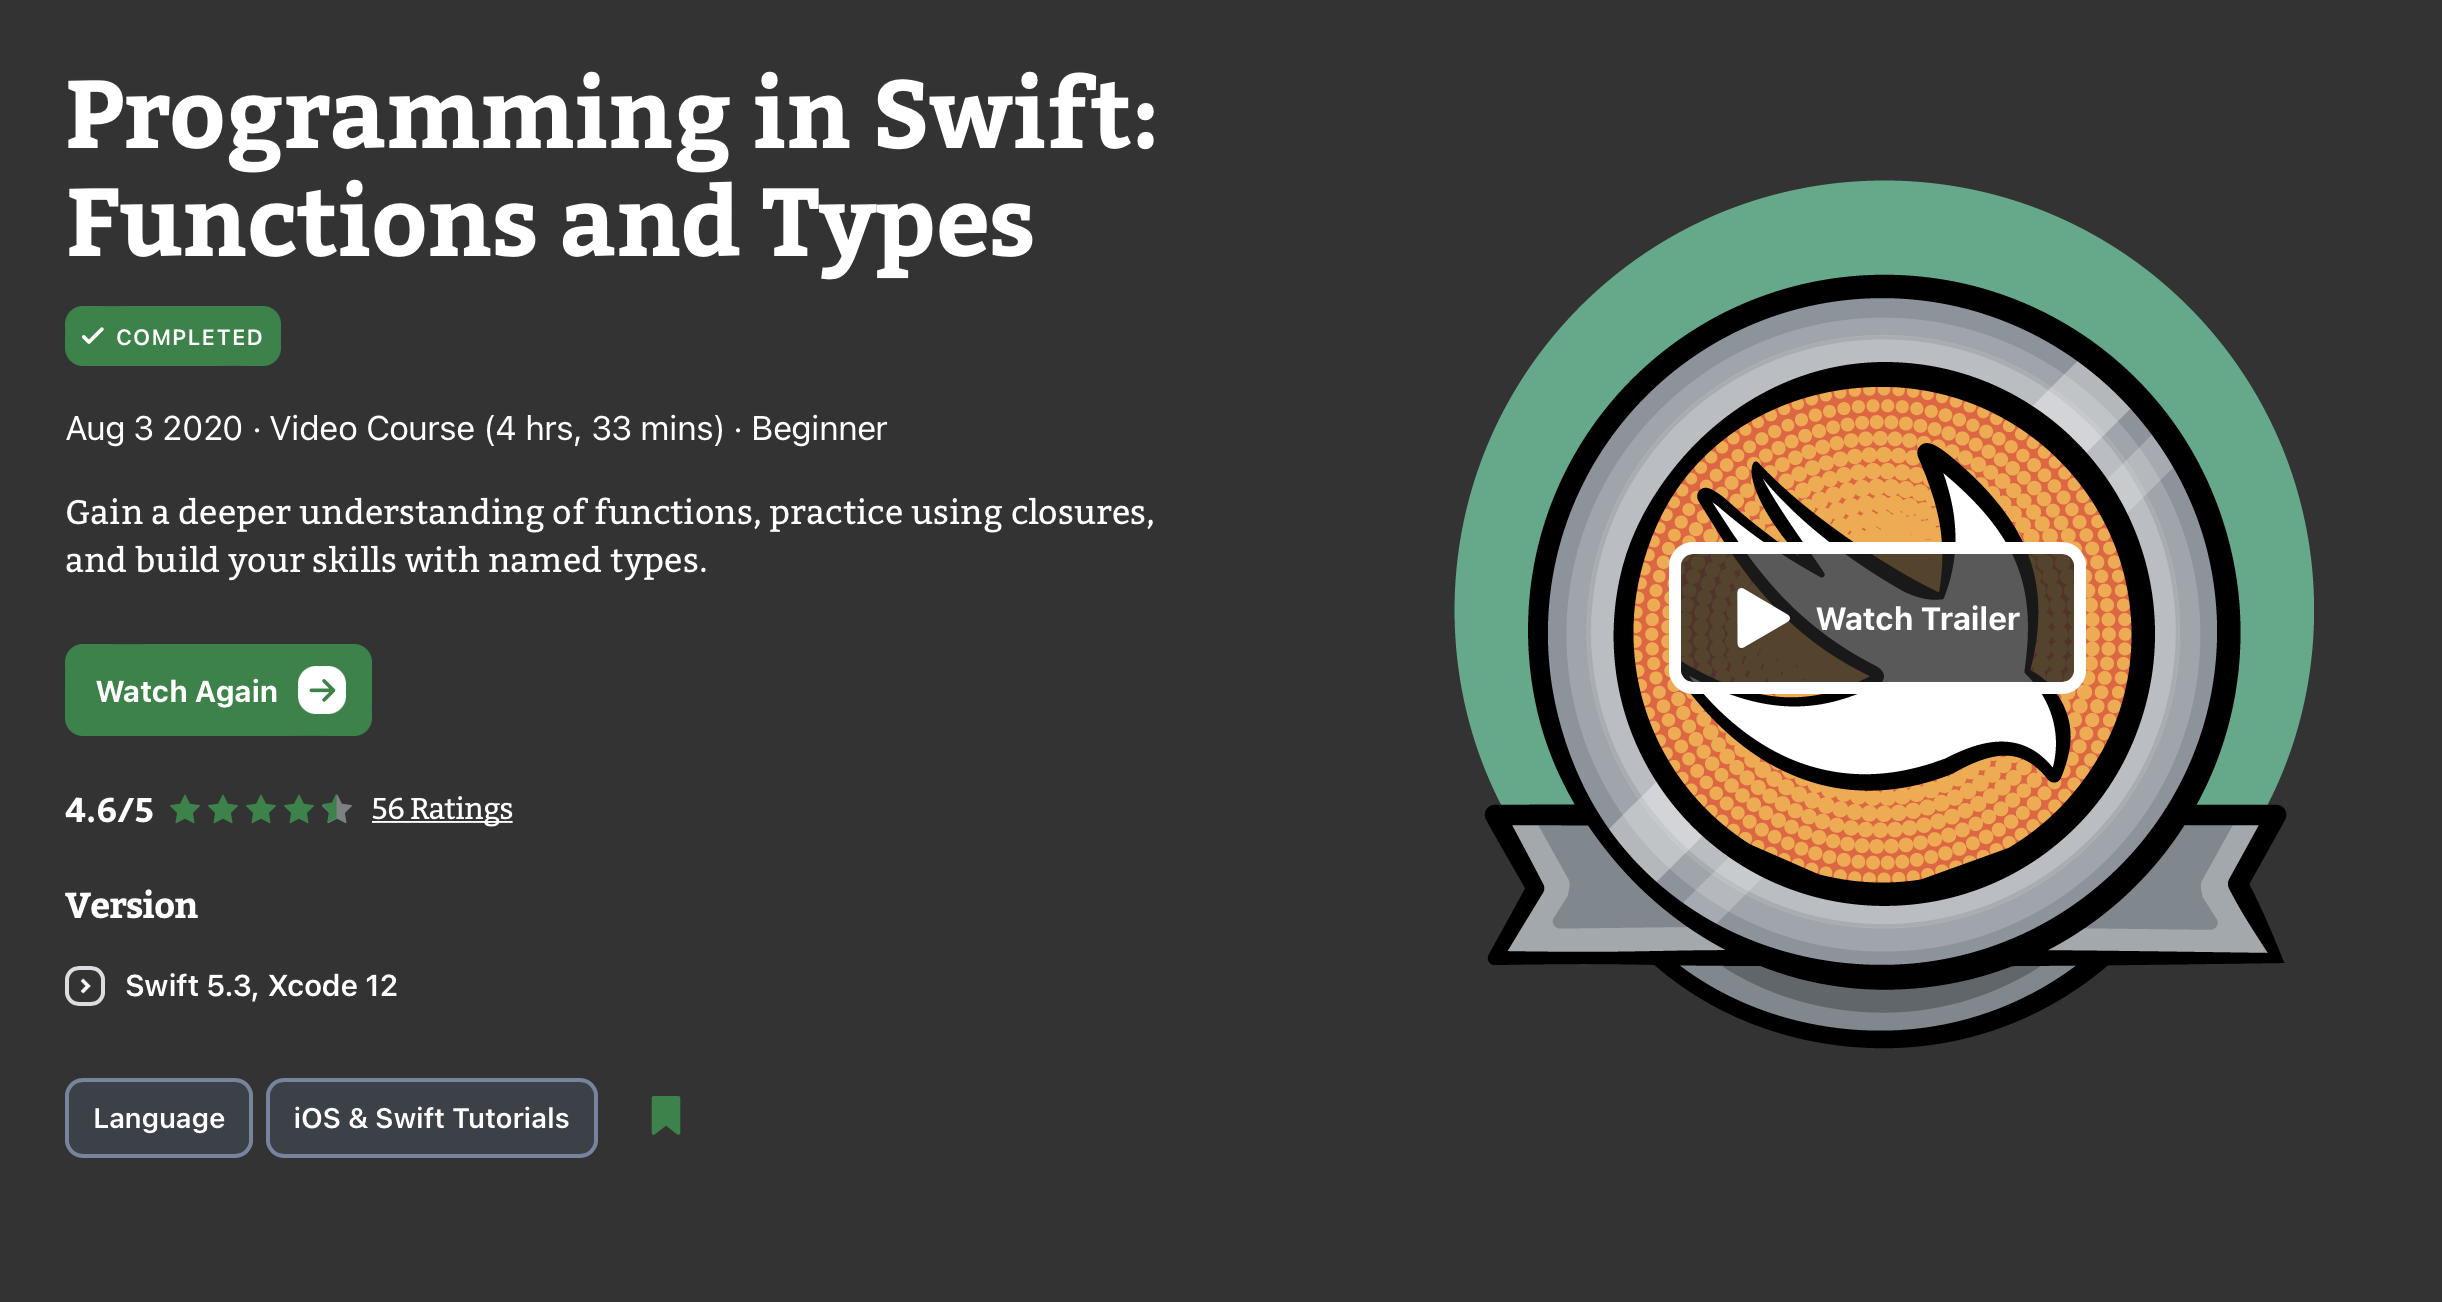 Programming in Swift:
Functions and Types
COMPLETED
Aug 3 2020 · Video Course (4 hrs, 33 mins) · Beginner
Gain a deeper understanding of functions, practice using closures,
and build your skills with named types.
Watch Again
4.6/5 56 Ratings
Version
Swift 5.3, Xcode 12
Language iOS & Swift Tutorials
Watch Trailer